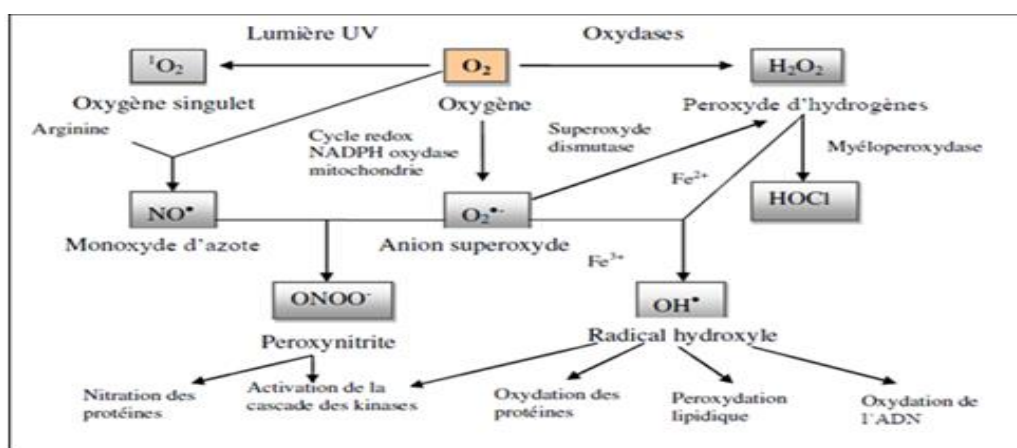 Lumière UV
Oxydases
¹O₂
O₂
H₂O₂
Oxygène singulet
Oxygène
Peroxyde d'hydrogènes
Arginine
Cycle redox
NADPH oxydase
mitochondrie
Superoxyde
dismutase
Fe²⁺
Myéloperoxydase
NO•
O₂•-
HOCl
Monoxyde d'azote
Anion superoxyde
Fe³⁺
ONOO⁻
OH•
Peroxynitrite
Radical hydroxyle
Nitration des
protéines
Activation de la
cascade des kinases
Oxydation des
protéines
Peroxydation
lipidique
Oxydation de
l'ADN